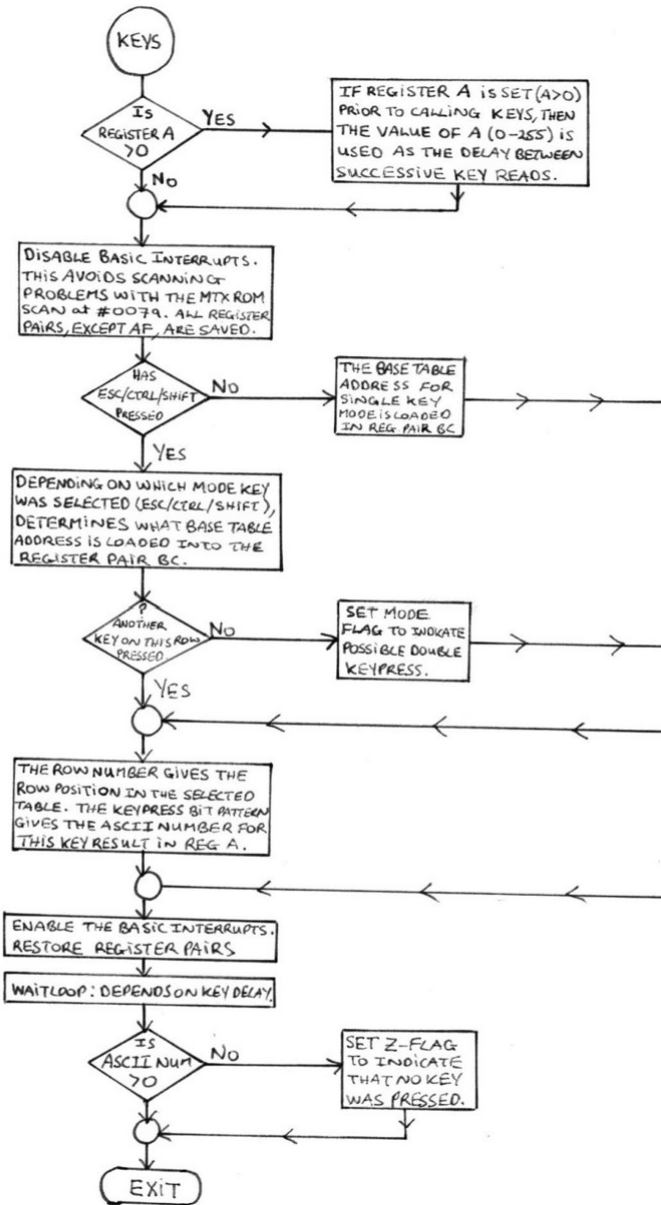 KEYS
IS
REGISTER A
>0
YES
NO
IF REGISTER A IS SET (A>0)
PRIOR TO CALLING KEYS, THEN
THE VALUE OF A (0-255) IS
USED AS THE DELAY BETWEEN
SUCCESSIVE KEY READS.
DISABLE BASIC INTERRUPTS.
THIS AVOIDS SCANNING
PROBLEMS WITH THE MTX ROM
SCAN at #0079. ALL REGISTER
PAIRS, EXCEPT AF, ARE SAVED.
HAS
ESC/CTRL/SHIFT
PRESSED
NO
YES
THE BASE TABLE
ADDRESS FOR
SINGLE KEY
MODE IS LOADED
IN REG. PAIR BC
DEPENDING ON WHICH MODE KEY
WAS SELECTED (ESC/CTRL/SHIFT),
DETERMINES WHAT BASE TABLE
ADDRESS IS LOADED INTO THE
REGISTER PAIR BC.
?
ANOTHER
KEY ON THIS ROW
PRESSED
NO
YES
SET MODE
FLAG TO INDICATE
POSSIBLE DOUBLE
KEYPRESS.
THE ROW NUMBER GIVES THE
ROW POSITION IN THE SELECTED
TABLE. THE KEYPRESS BIT PATTERN
GIVES THE ASCII NUMBER FOR
THIS KEY RESULT IN REG A.
ENABLE THE BASIC INTERRUPTS.
RESTORE REGISTER PAIRS
WAITLOOP: DEPENDS ON KEY DELAY.
IS
ASCII NUM
>0
NO
SET Z-FLAG
TO INDICATE
THAT NO KEY
WAS PRESSED.
EXIT